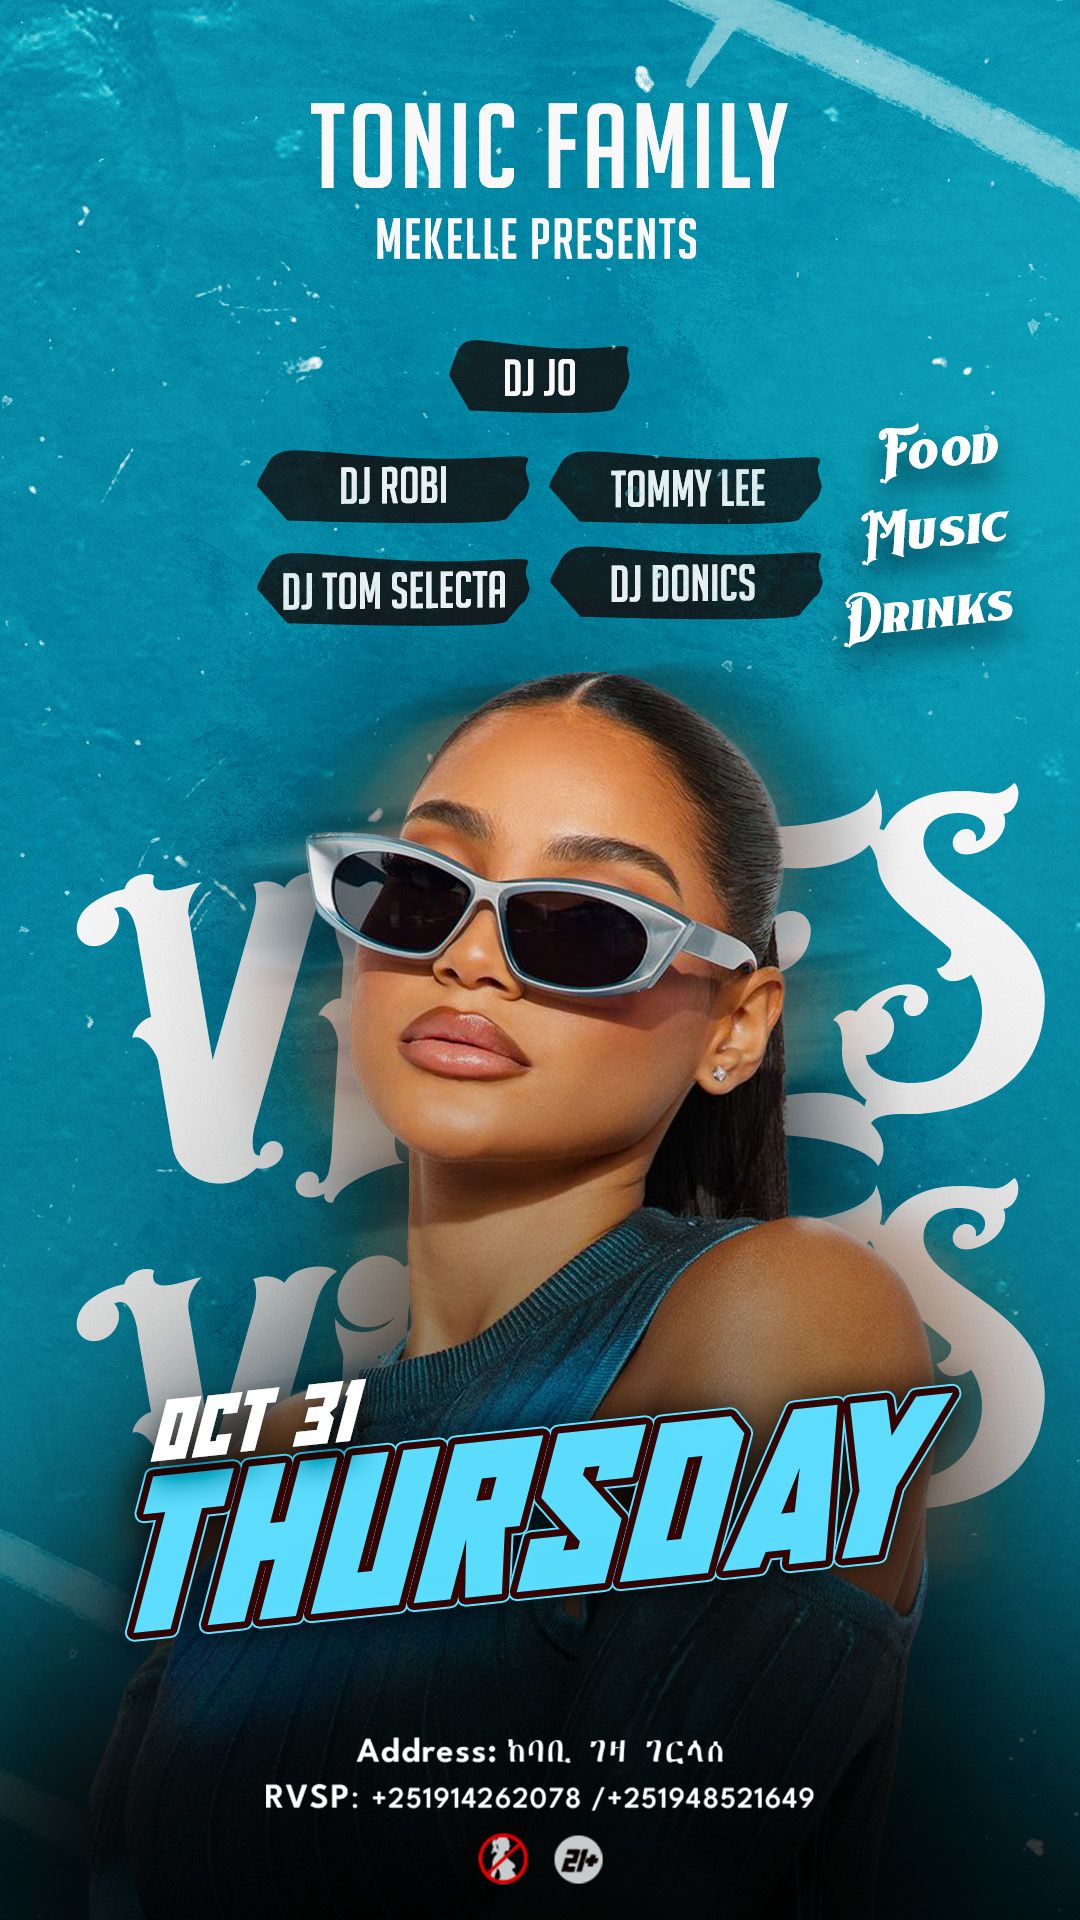 TONIC FAMILY
MEKELLE PRESENTS
DJ JO
DJ ROBI
TOMMY LEE
DJ TOM SELECTA
DJ DONICS
FOOD
MUSIC
DRINKS
OCT 31
THURSDAY
Address: ከባቢ ገዛ ገርላሰ
RVSP: +251914262078 /+251948521649
21+